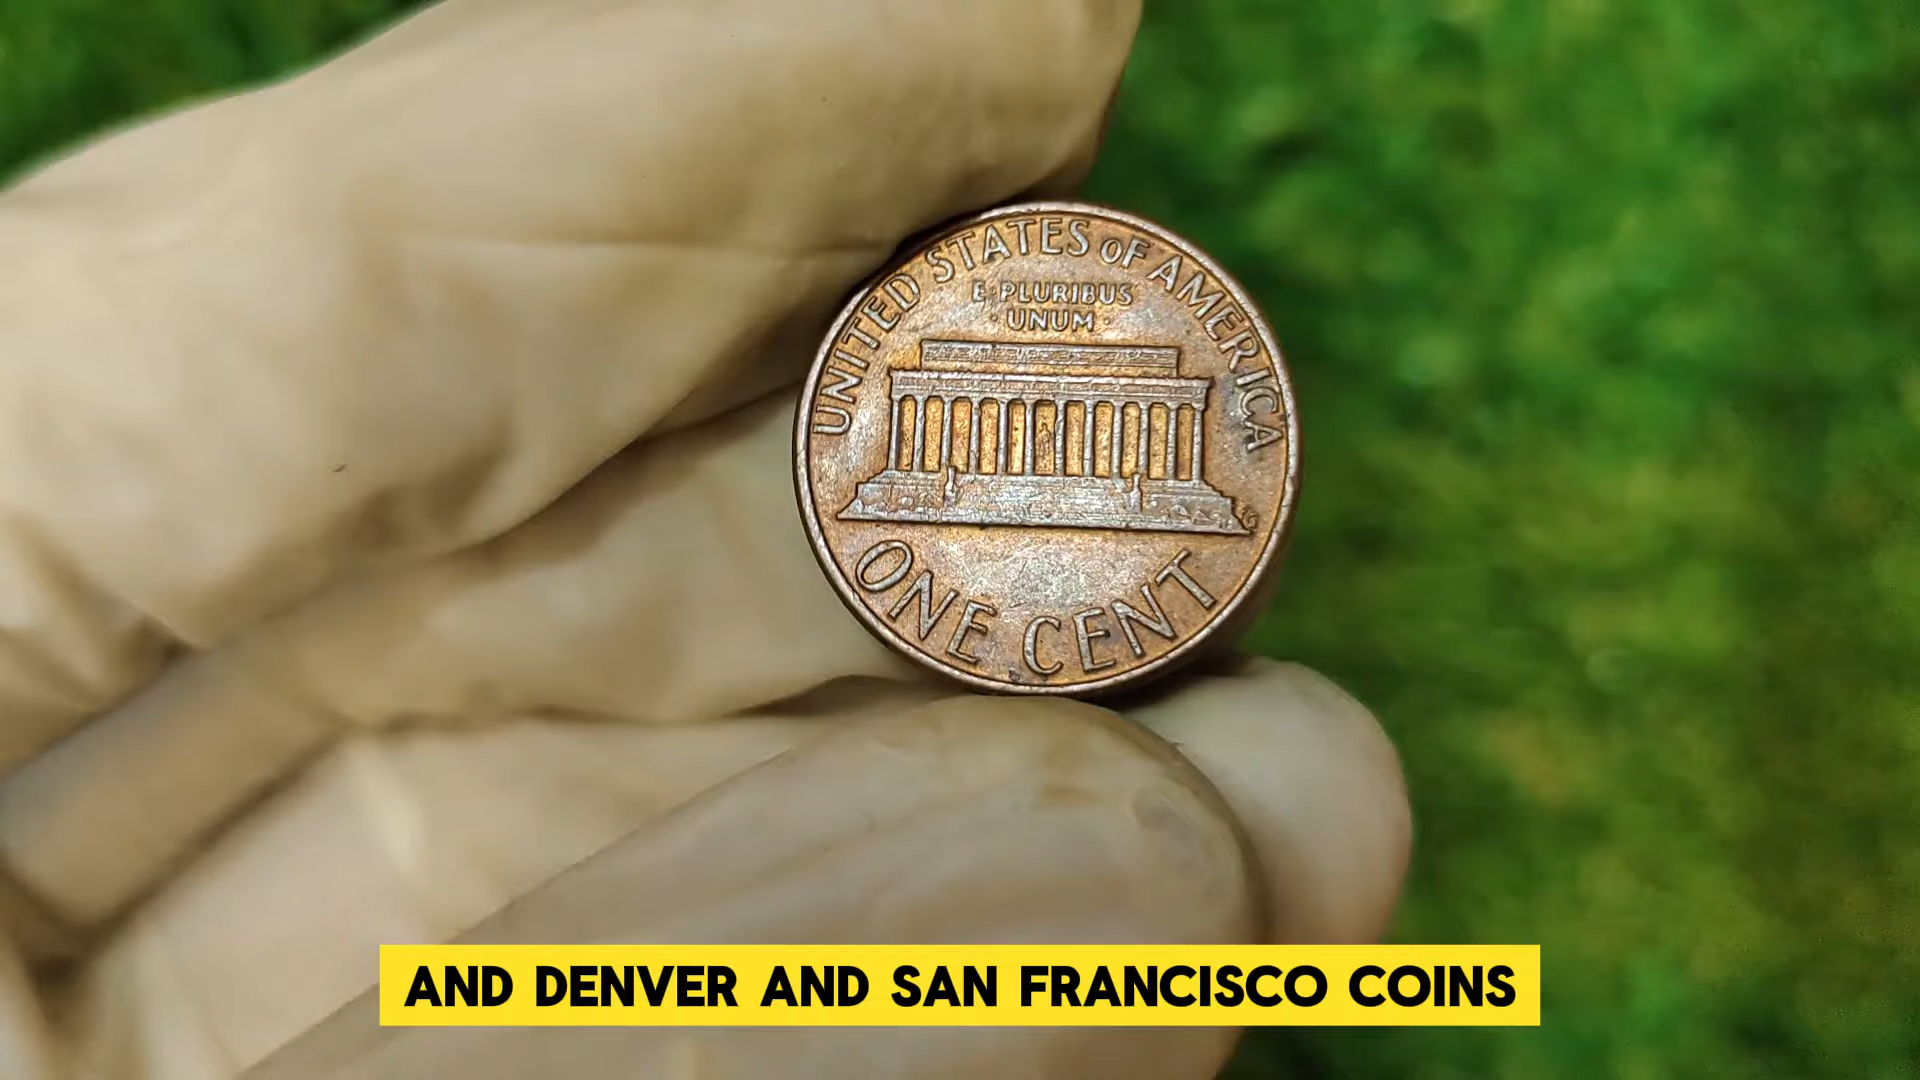 UNITED STATES OF AMERICA
E·PLURIBUS
·UNUM·
ONE CENT
AND DENVER AND SAN FRANCISCO COINS